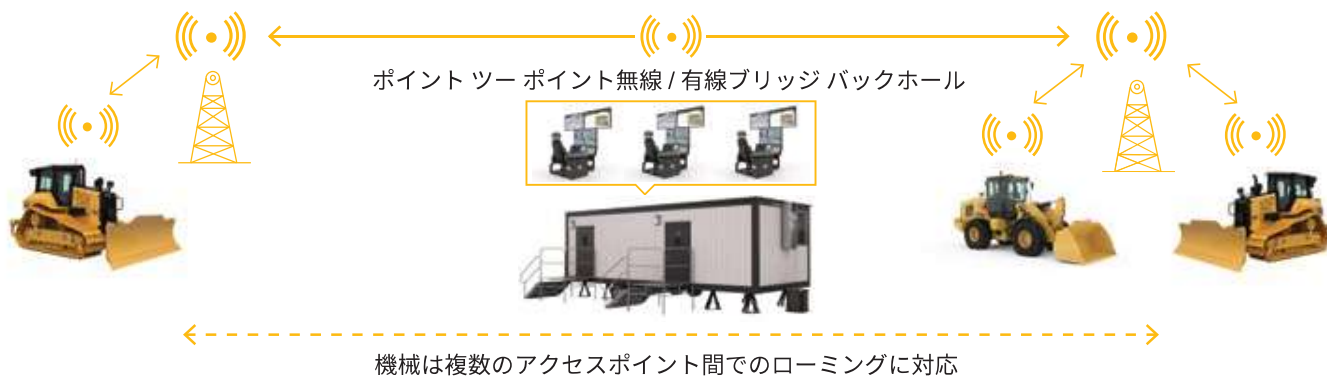 ポイント ツー ポイント無線 / 有線ブリッジ バックホール
機械は複数のアクセスポイント間でのローミングに対応